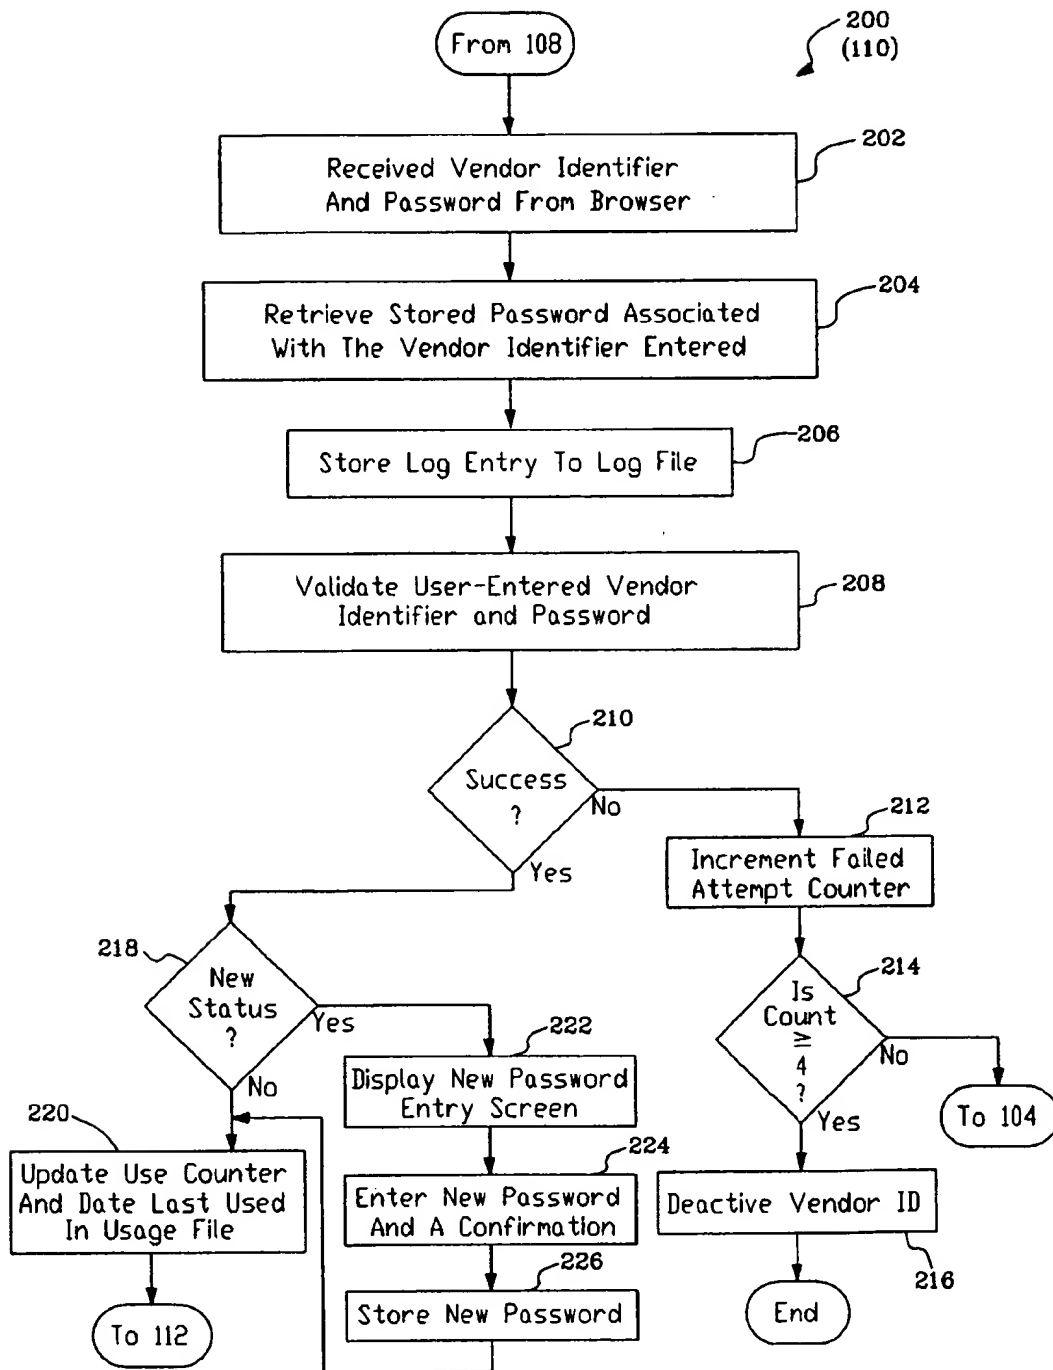 From 108
200
(110)
202
Received Vendor Identifier
And Password From Browser
204
Retrieve Stored Password Associated
With The Vendor Identifier Entered
206
Store Log Entry To Log File
208
Validate User-Entered Vendor
Identifier and Password
210
Success
?
No
Yes
212
Increment Failed
Attempt Counter
218
New
Status
?
Yes
No
214
Is
Count
≥
4
?
No
Yes
To 104
222
Display New Password
Entry Screen
220
Update Use Counter
And Date Last Used
In Usage File
224
Enter New Password
And A Confirmation
Deactive Vendor ID
216
226
Store New Password
To 112
End